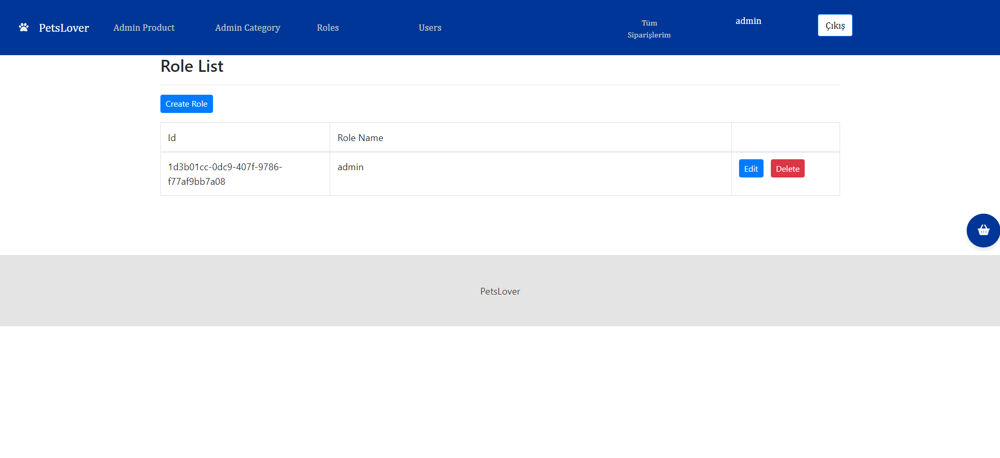 PetsLover
Admin Product
Admin Category
Roles
Users
Tüm
Siparişlerim
admin
Çıkış
Role List
Create Role
Id
Role Name
1d3b01cc-0dc9-407f-9786-
f77af9bb7a08
admin
Edit
Delete
PetsLover